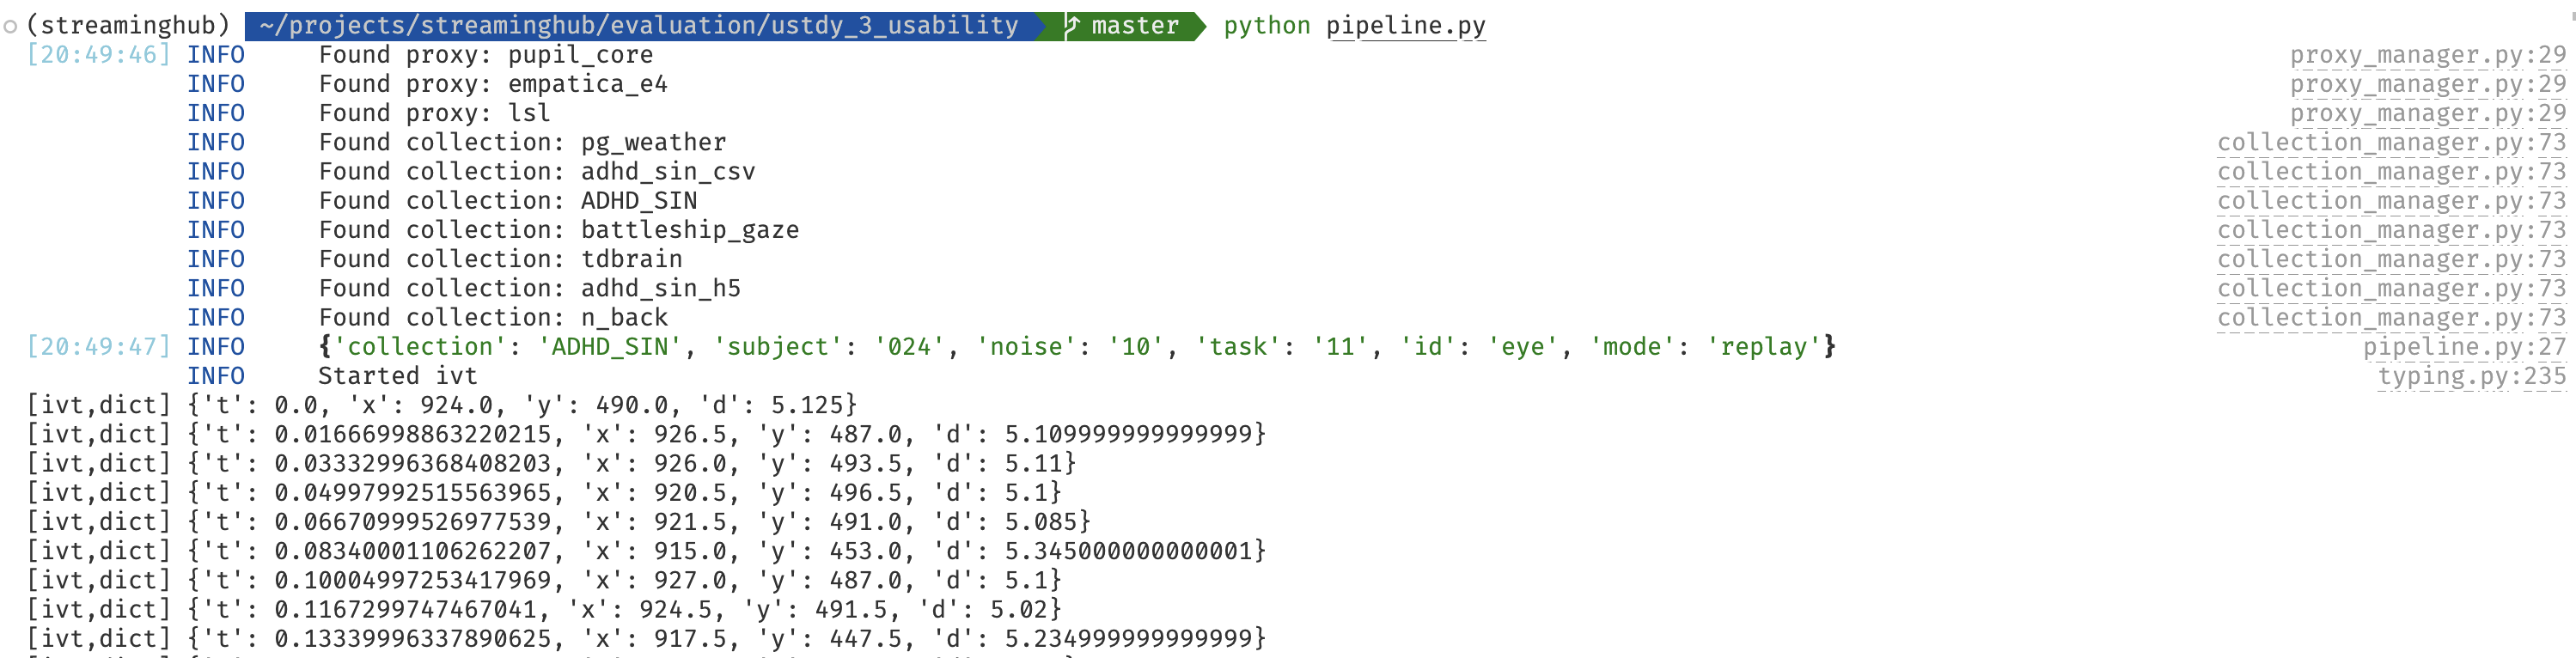 (streaminghub) ~/projects/streaminghub/evaluation/ustdy_3_usability master python pipeline.py
[20:49:46] INFO Found proxy: pupil_core proxy_manager.py:29
INFO Found proxy: empatica_e4 proxy_manager.py:29
INFO Found proxy: lsl proxy_manager.py:29
INFO Found collection: pg_weather collection_manager.py:73
INFO Found collection: adhd_sin_csv collection_manager.py:73
INFO Found collection: ADHD_SIN collection_manager.py:73
INFO Found collection: battleship_gaze collection_manager.py:73
INFO Found collection: tdbrain collection_manager.py:73
INFO Found collection: adhd_sin_h5 collection_manager.py:73
INFO Found collection: n_back collection_manager.py:73
[20:49:47] INFO {'collection': 'ADHD_SIN', 'subject': '024', 'noise': '10', 'task': '11', 'id': 'eye', 'mode': 'replay'} pipeline.py:27
INFO Started ivt typing.py:235
[ivt,dict] {'t': 0.0, 'x': 924.0, 'y': 490.0, 'd': 5.125}
[ivt,dict] {'t': 0.01666998863220215, 'x': 926.5, 'y': 487.0, 'd': 5.109999999999999}
[ivt,dict] {'t': 0.03332996368408203, 'x': 926.0, 'y': 493.5, 'd': 5.11}
[ivt,dict] {'t': 0.04997992515563965, 'x': 920.5, 'y': 496.5, 'd': 5.1}
[ivt,dict] {'t': 0.06670999526977539, 'x': 921.5, 'y': 491.0, 'd': 5.085}
[ivt,dict] {'t': 0.08340001106262207, 'x': 915.0, 'y': 453.0, 'd': 5.345000000000001}
[ivt,dict] {'t': 0.10004997253417969, 'x': 927.0, 'y': 487.0, 'd': 5.1}
[ivt,dict] {'t': 0.1167299747467041, 'x': 924.5, 'y': 491.5, 'd': 5.02}
[ivt,dict] {'t': 0.13339996337890625, 'x': 917.5, 'y': 447.5, 'd': 5.234999999999999}